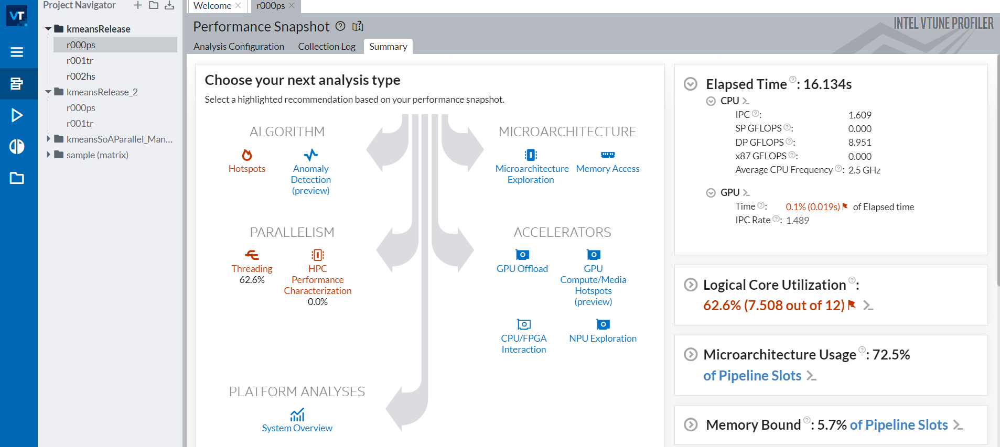 VT
Project Navigator
kmeansRelease
r000ps
r001tr
r002hs
kmeansRelease_2
r000ps
r001tr
kmeansSoAParallel_Man...
sample (matrix)
Welcome
r000ps
Performance Snapshot
INTEL VTUNE PROFILER
Analysis Configuration
Collection Log
Summary
Choose your next analysis type
Select a highlighted recommendation based on your performance snapshot.
ALGORITHM
Hotspots
Anomaly
Detection
(preview)
MICROARCHITECTURE
Microarchitecture
Exploration
Memory Access
PARALLELISM
Threading
62.6%
HPC
Performance
Characterization
0.0%
ACCELERATORS
GPU Offload
GPU
Compute/Media
Hotspots
(preview)
CPU/FPGA
Interaction
NPU Exploration
PLATFORM ANALYSES
System Overview
Elapsed Time: 16.134s
CPU
IPC: 1.609
SP GFLOPS: 0.000
DP GFLOPS: 8.951
x87 GFLOPS: 0.000
Average CPU Frequency: 2.5 GHz
GPU
Time: 0.1% (0.019s) of Elapsed time
IPC Rate: 1.489
Logical Core Utilization:
62.6% (7.508 out of 12)
Microarchitecture Usage: 72.5%
of Pipeline Slots
Memory Bound: 5.7% of Pipeline Slots